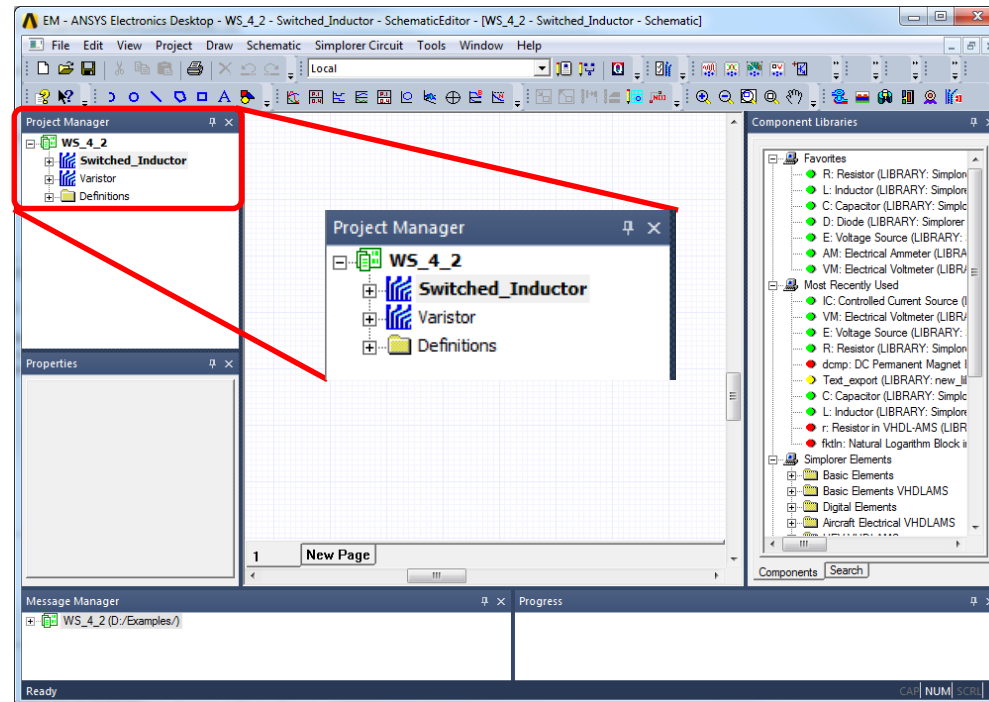 EM - ANSYS Electronics Desktop - WS_4_2 - Switched_Inductor - SchematicEditor - [WS_4_2 - Switched_Inductor - Schematic]
File Edit View Project Draw Schematic Simplorer Circuit Tools Window Help
Local
Project Manager
WS_4_2
Switched_Inductor
Varistor
Definitions
Project Manager
WS_4_2
Switched_Inductor
Varistor
Definitions
Properties
1 New Page
Component Libraries
Favorites
R: Resistor (LIBRARY: Simplor
L: Inductor (LIBRARY: Simplore
C: Capacitor (LIBRARY: Simplc
D: Diode (LIBRARY: Simplorer
E: Voltage Source (LIBRARY:
AM: Electrical Ammeter (LIBRA
VM: Electrical Voltmeter (LIBR
Most Recently Used
IC: Controlled Current Source (
VM: Electrical Voltmeter (LIBR
E: Voltage Source (LIBRARY:
R: Resistor (LIBRARY: Simplor
dcmp: DC Permanent Magnet
Text_export (LIBRARY: new_li
C: Capacitor (LIBRARY: Simplc
L: Inductor (LIBRARY: Simplore
r: Resistor in VHDL-AMS (LIBR
fktln: Natural Logarithm Block i
Simplorer Elements
Basic Elements
Basic Elements VHDLAMS
Digital Elements
Aircraft Electrical VHDLAMS
Components Search
Message Manager
WS_4_2 (D:/Examples/)
Progress
Ready
CAP NUM SCRL